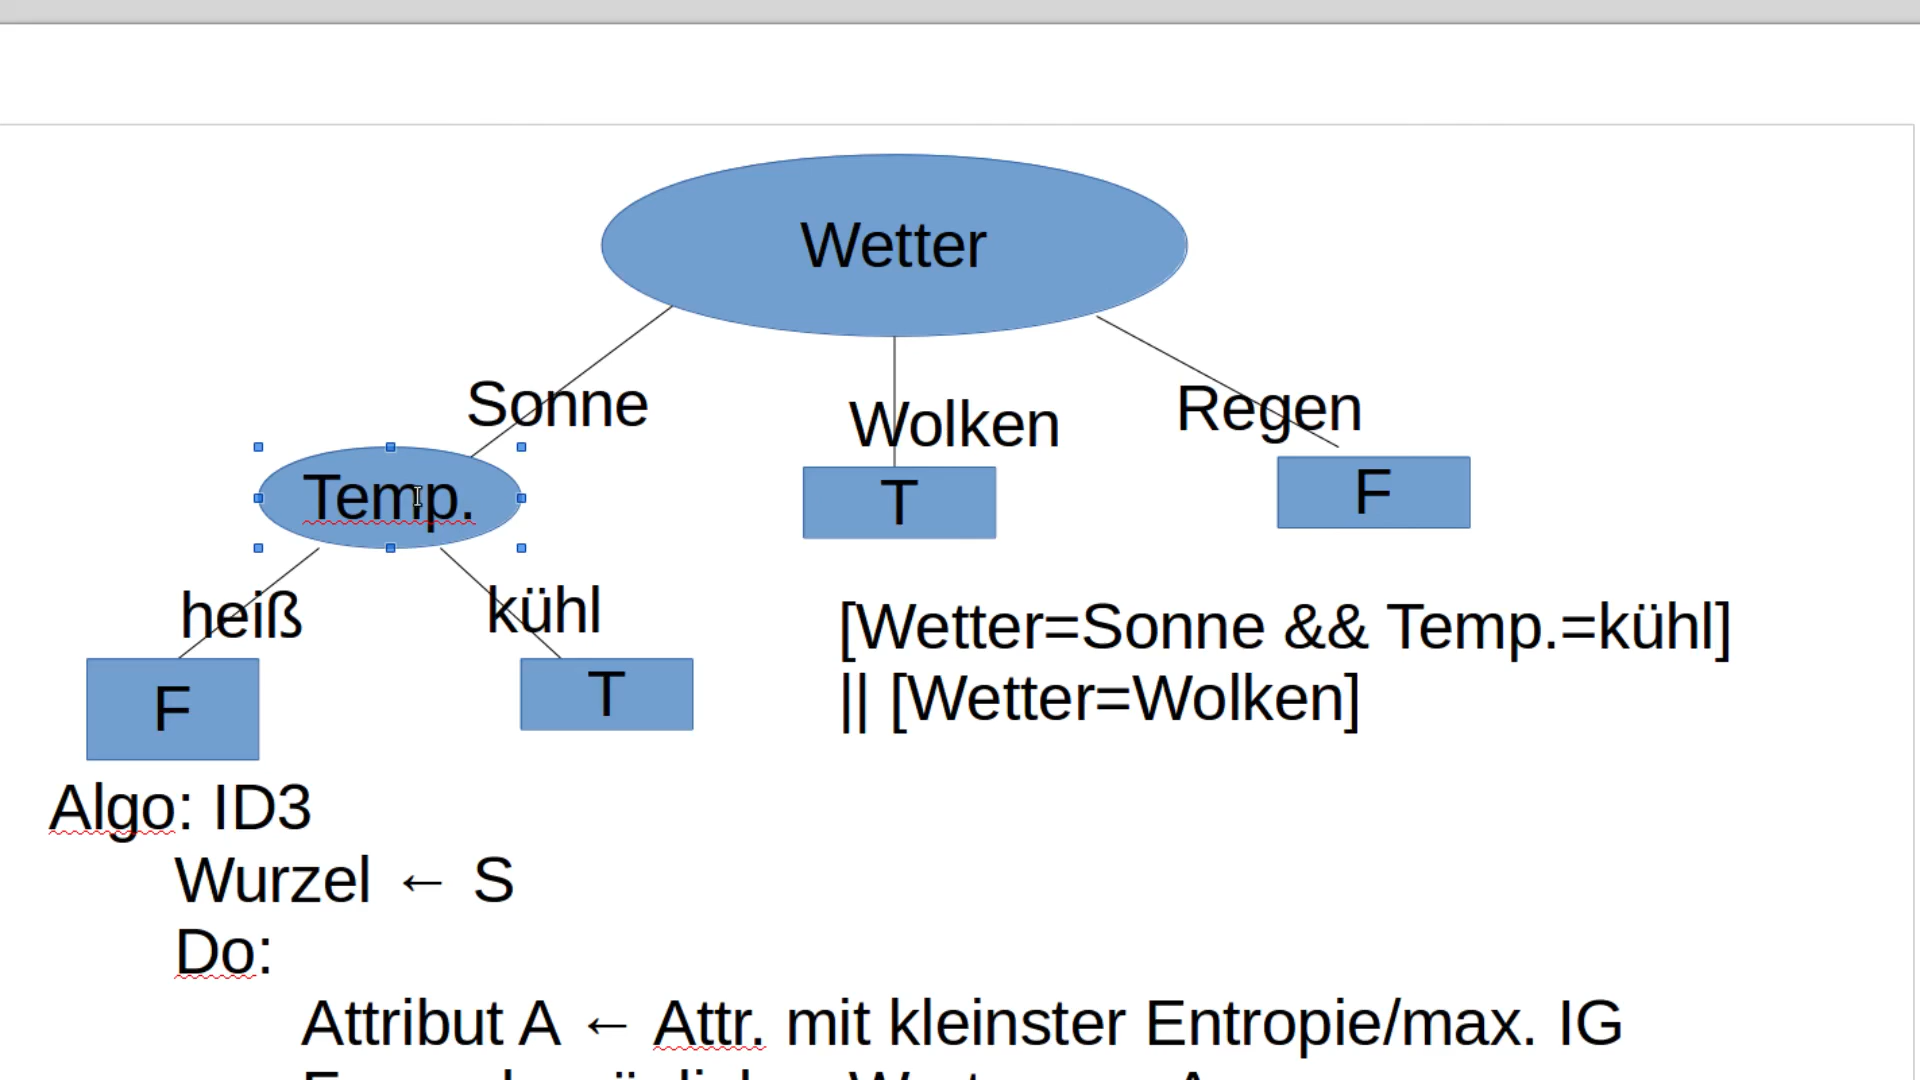 Wetter
Sonne
Wolken
Regen
Temp.
T
F
heiß
kühl
F
T
[Wetter=Sonne && Temp.=kühl]
|| [Wetter=Wolken]
Algo: ID3
Wurzel ← S
Do:
Attribut A ← Attr. mit kleinster Entropie/max. IG